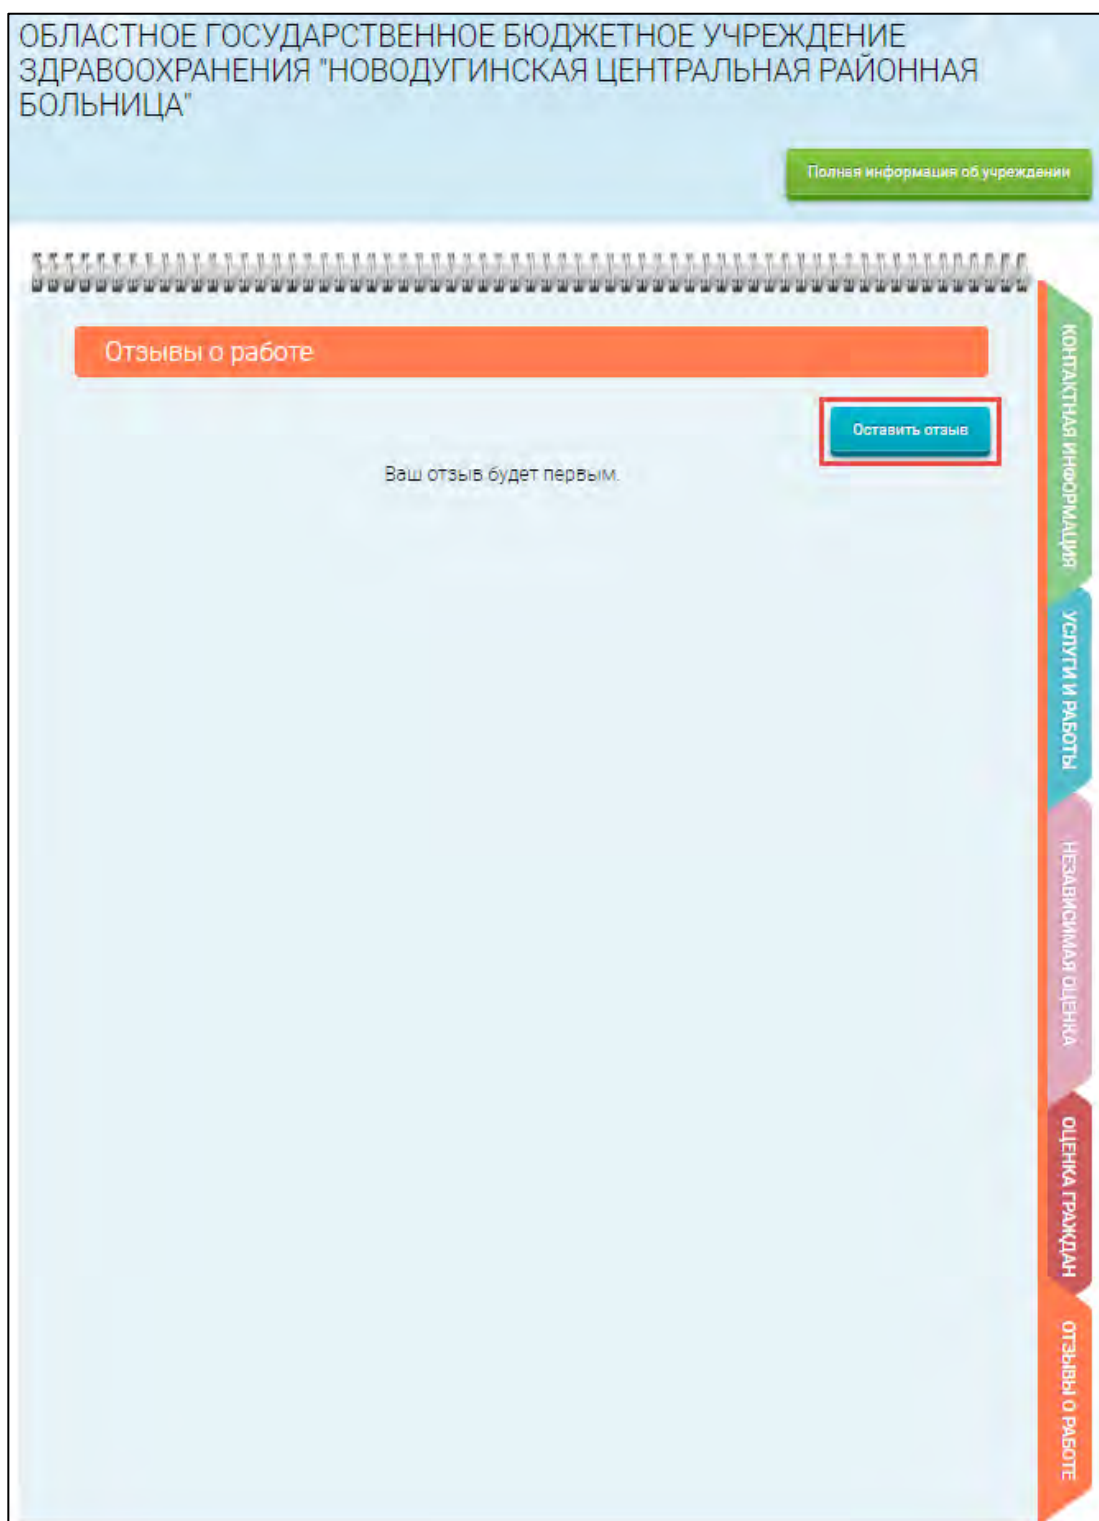 ОБЛАСТНОЕ ГОСУДАРСТВЕННОЕ БЮДЖЕТНОЕ УЧРЕЖДЕНИЕ
ЗДРАВООХРАНЕНИЯ "НОВОДУГИНСКАЯ ЦЕНТРАЛЬНАЯ РАЙОННАЯ
БОЛЬНИЦА"
Полная информация об учреждении
Отзывы о работе
Оставить отзыв
Ваш отзыв будет первым.
КОНТАКТНАЯ ИНФОРМАЦИЯ
УСЛУГИ И РАБОТЫ
НЕЗАВИСИМАЯ ОЦЕНКА
ОЦЕНКА ГРАЖДАН
ОТЗЫВЫ О РАБОТЕ